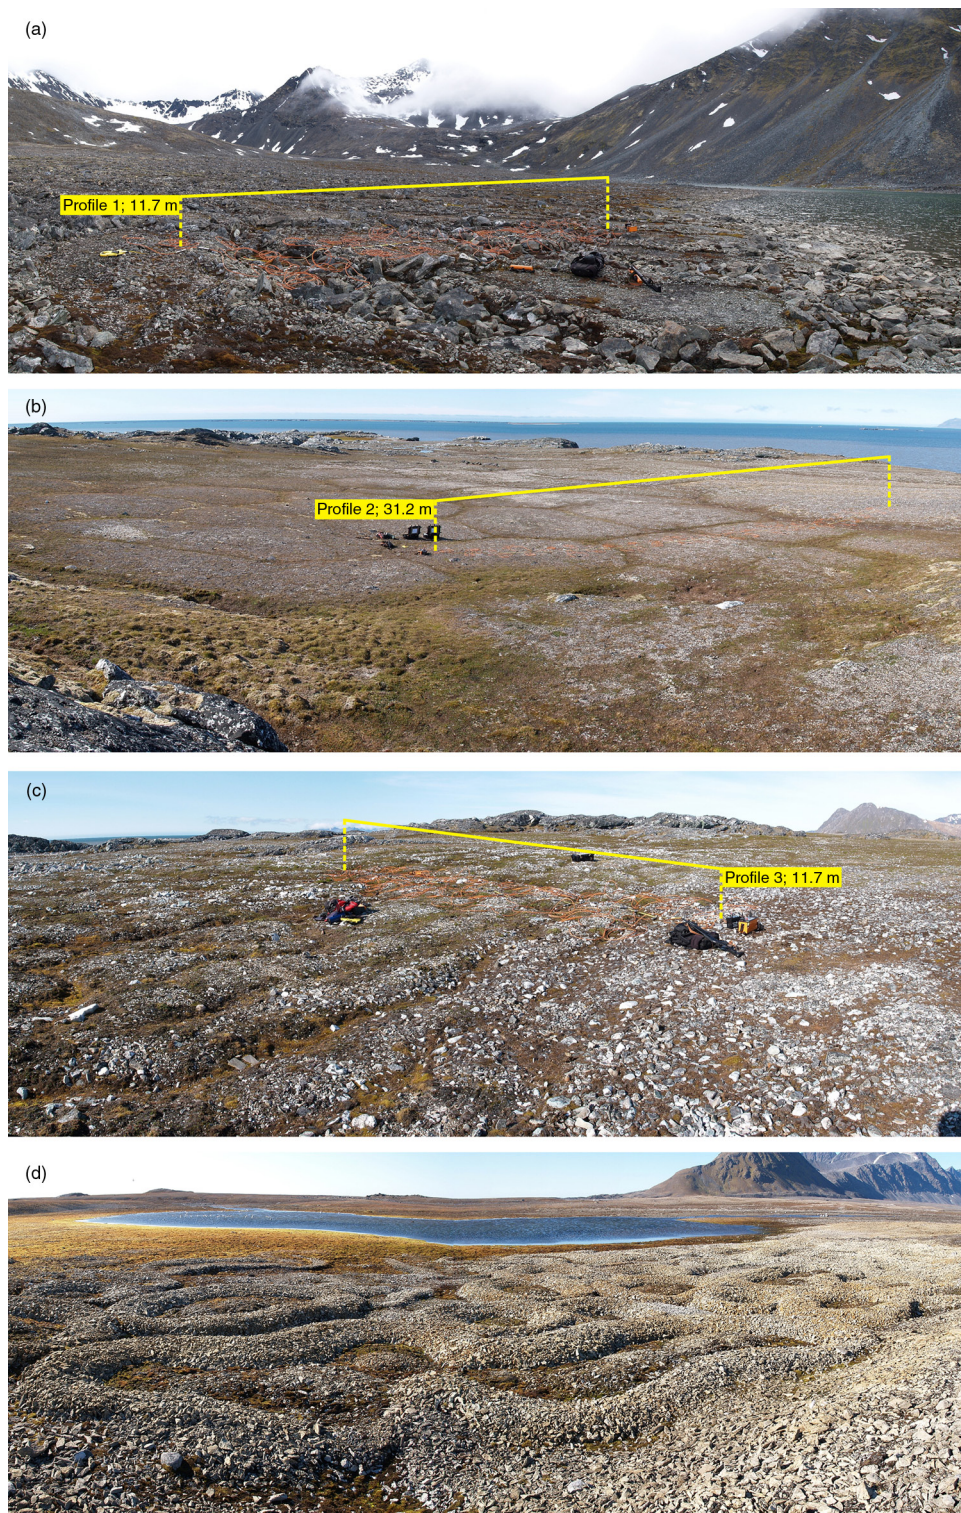 (a)
Profile 1; 11.7 m
(b)
Profile 2; 31.2 m
(c)
Profile 3; 11.7 m
(d)